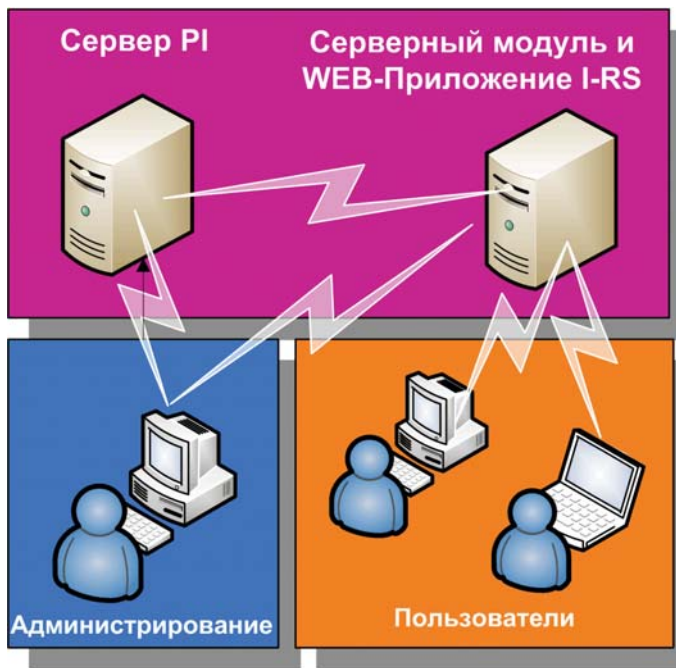 Сервер PI
Серверный модуль и
WEB-Приложение I-RS
Администрирование
Пользователи